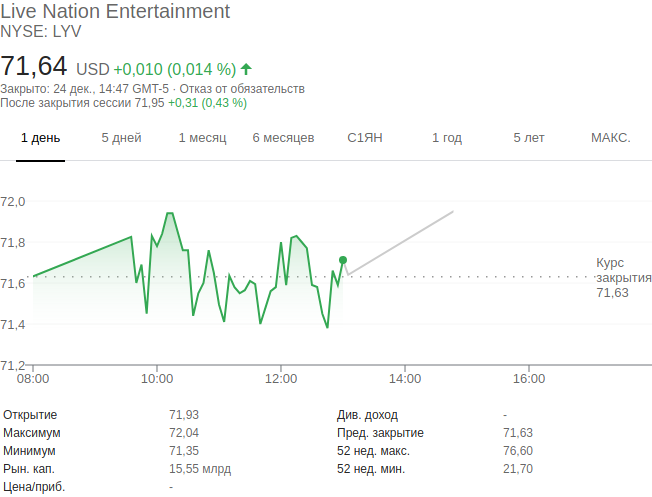 Live Nation Entertainment
NYSE: LYV
71,64 USD +0,010 (0,014 %)
Закрыто: 24 дек., 14:47 GMT-5 · Отказ от обязательств
После закрытия сессии 71,95 +0,31 (0,43 %)
1 день 5 дней 1 месяц 6 месяцев С1ЯН 1 год 5 лет МАКС.
72,0
71,8
71,6
71,4
71,2
Курс
закрытия
71,63
08:00 10:00 12:00 14:00 16:00
Открытие 71,93 Див. доход -
Максимум 72,04 Пред. закрытие 71,63
Минимум 71,35 52 нед. макс. 76,60
Рын. кап. 15,55 млрд 52 нед. мин. 21,70
Цена/приб. -